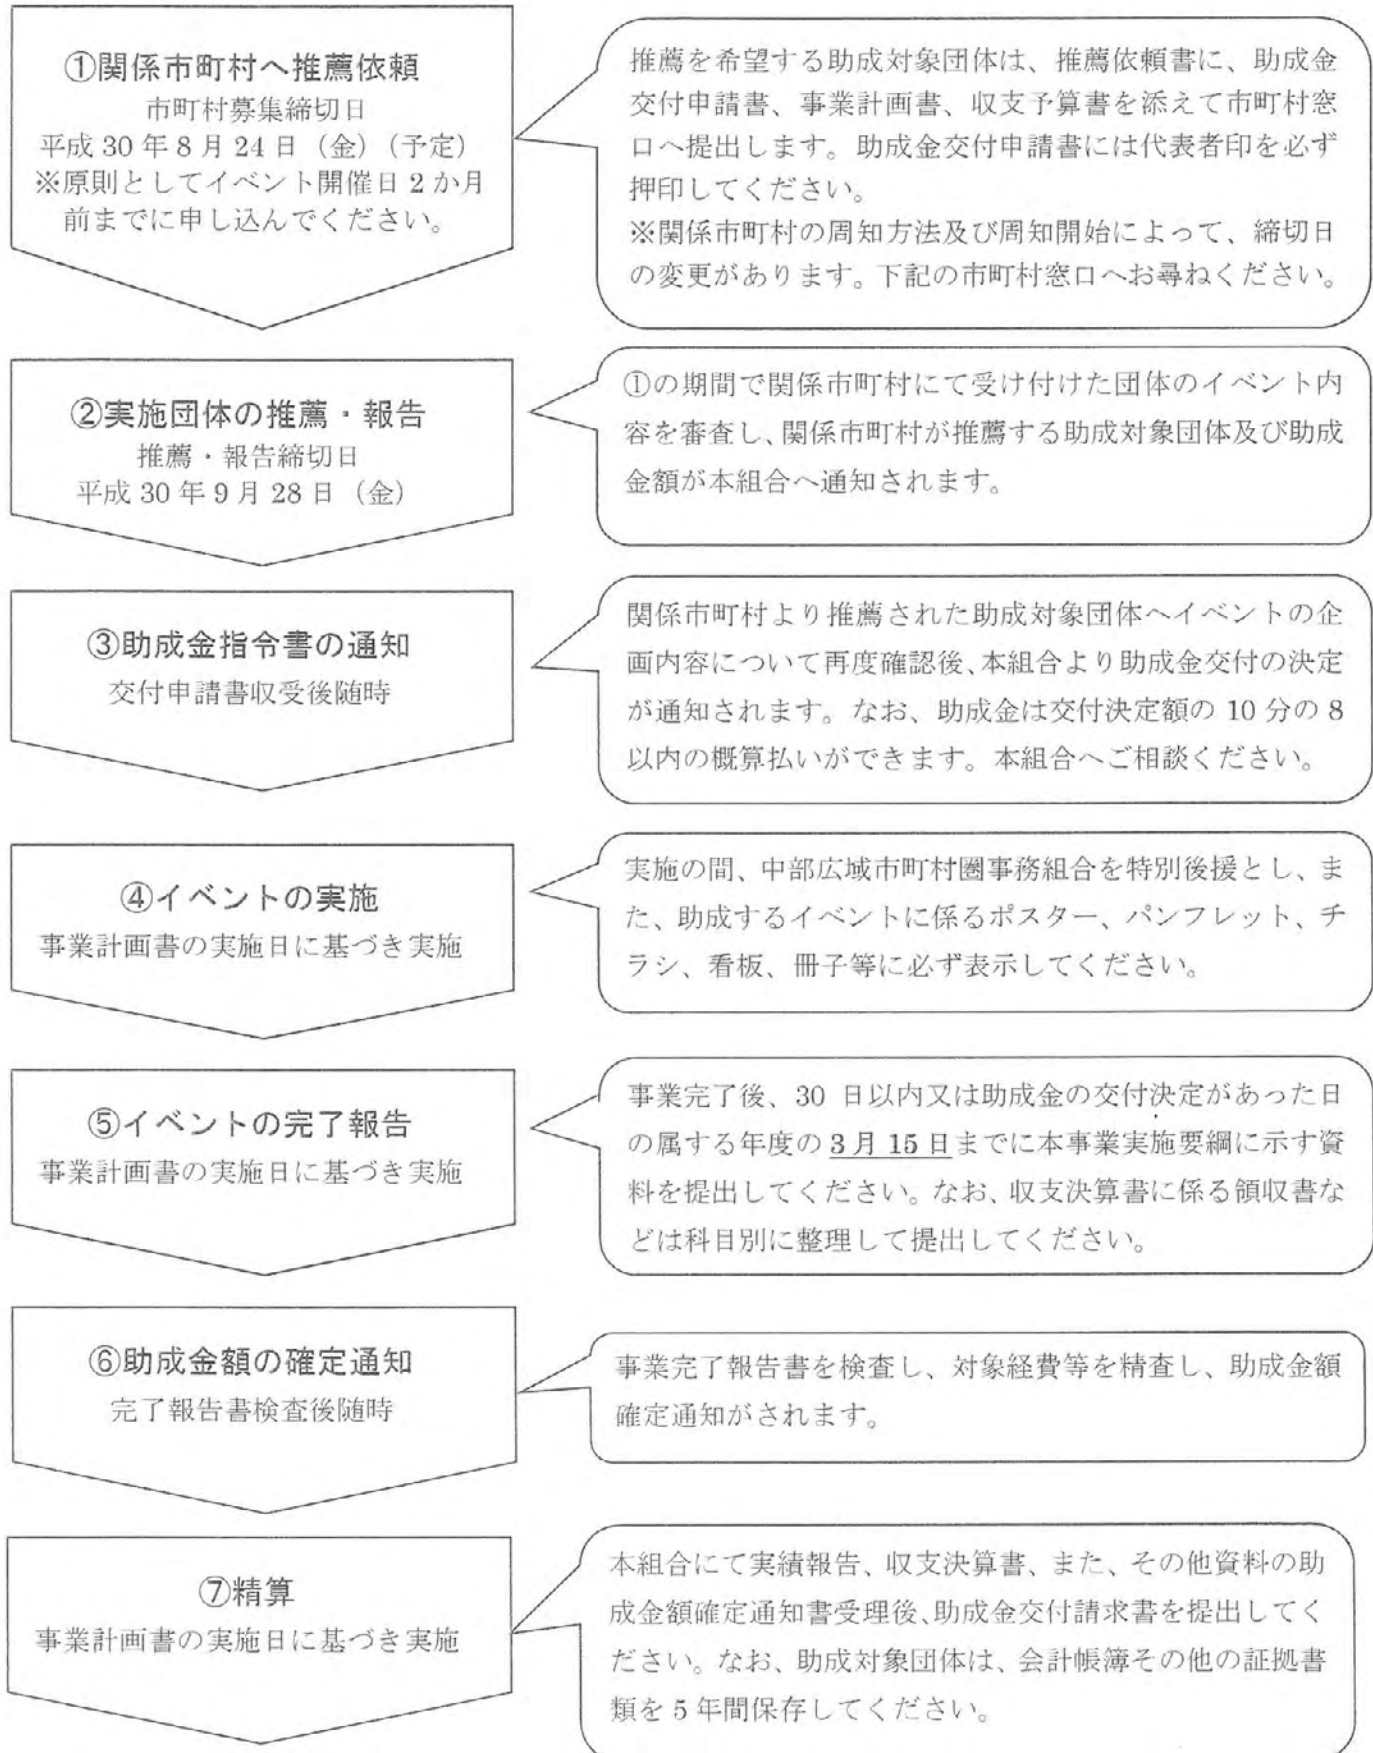 ①関係市町村へ推薦依頼
市町村募集締切日
平成 30 年 8 月 24 日（金）（予定）
※原則としてイベント開催日 2 か月
前までに申し込んでください。
推薦を希望する助成対象団体は、推薦依頼書に、助成金
交付申請書、事業計画書、収支予算書を添えて市町村窓
口へ提出します。助成金交付申請書には代表者印を必ず
押印してください。
※関係市町村の周知方法及び周知開始によって、締切日
の変更があります。下記の市町村窓口へお尋ねください。
②実施団体の推薦・報告
推薦・報告締切日
平成 30 年 9 月 28 日（金）
①の期間で関係市町村にて受け付けた団体のイベント内
容を審査し、関係市町村が推薦する助成対象団体及び助成
金額が本組合へ通知されます。
③助成金指令書の通知
交付申請書収受後随時
関係市町村より推薦された助成対象団体へイベントの企
画内容について再度確認後、本組合より助成金交付の決定
が通知されます。なお、助成金は交付決定額の 10 分の 8
以内の概算払いができます。本組合へご相談ください。
④イベントの実施
事業計画書の実施日に基づき実施
実施の間、中部広域市町村圏事務組合を特別後援とし、ま
た、助成するイベントに係るポスター、パンフレット、チ
ラシ、看板、冊子等に必ず表示してください。
⑤イベントの完了報告
事業計画書の実施日に基づき実施
事業完了後、30 日以内又は助成金の交付決定があった日
の属する年度の 3 月 15 日までに本事業実施要綱に示す資
料を提出してください。なお、収支決算書に係る領収書な
どは科目別に整理して提出してください。
⑥助成金額の確定通知
完了報告書検査後随時
事業完了報告書を検査し、対象経費等を精査し、助成金額
確定通知がされます。
⑦精算
事業計画書の実施日に基づき実施
本組合にて実績報告、収支決算書、また、その他資料の助
成金額確定通知書受理後、助成金交付請求書を提出してく
ださい。なお、助成対象団体は、会計帳簿その他の証拠書
類を 5 年間保存してください。